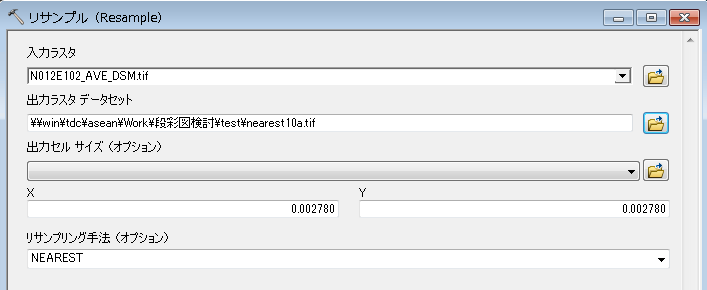 リサンプル (Resample)
入力ラスタ
N012E102_AVE_DSM.tif
出力ラスタ データセット
¥¥win¥tdc¥asean¥Work¥段彩図検討¥test¥nearest10a.tif
出力セル サイズ (オプション)
X Y
0.002780 0.002780
リサンプリング手法 (オプション)
NEAREST